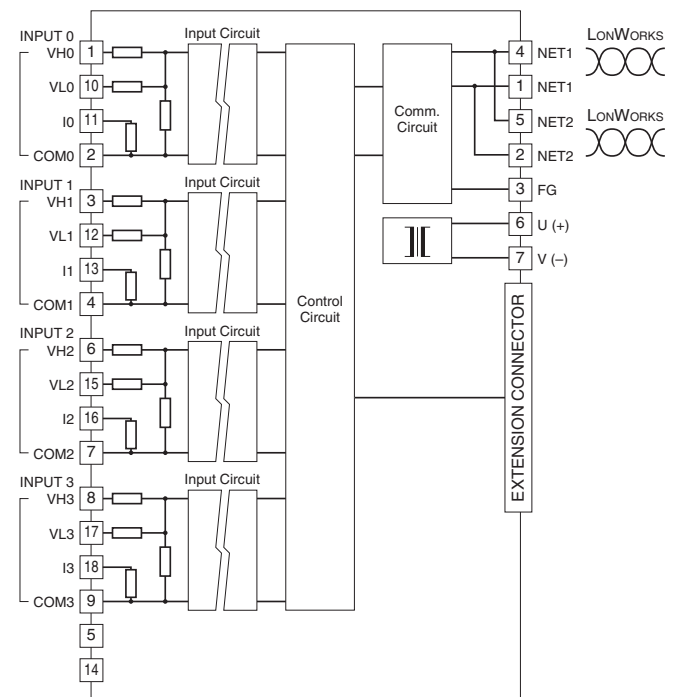 INPUT 0
Input Circuit
VH0 1
VL0 10
I0 11
COM0 2
INPUT 1
Input Circuit
VH1 3
VL1 12
I1 13
COM1 4
INPUT 2
Input Circuit
VH2 6
VL2 15
I2 16
COM2 7
INPUT 3
Input Circuit
VH3 8
VL3 17
I3 18
COM3 9
5
14
Control
Circuit
Comm.
Circuit
4 NET1
1 NET1
5 NET2
2 NET2
3 FG
6 U (+)
7 V (–)
LONWORKS
LONWORKS
EXTENSION CONNECTOR